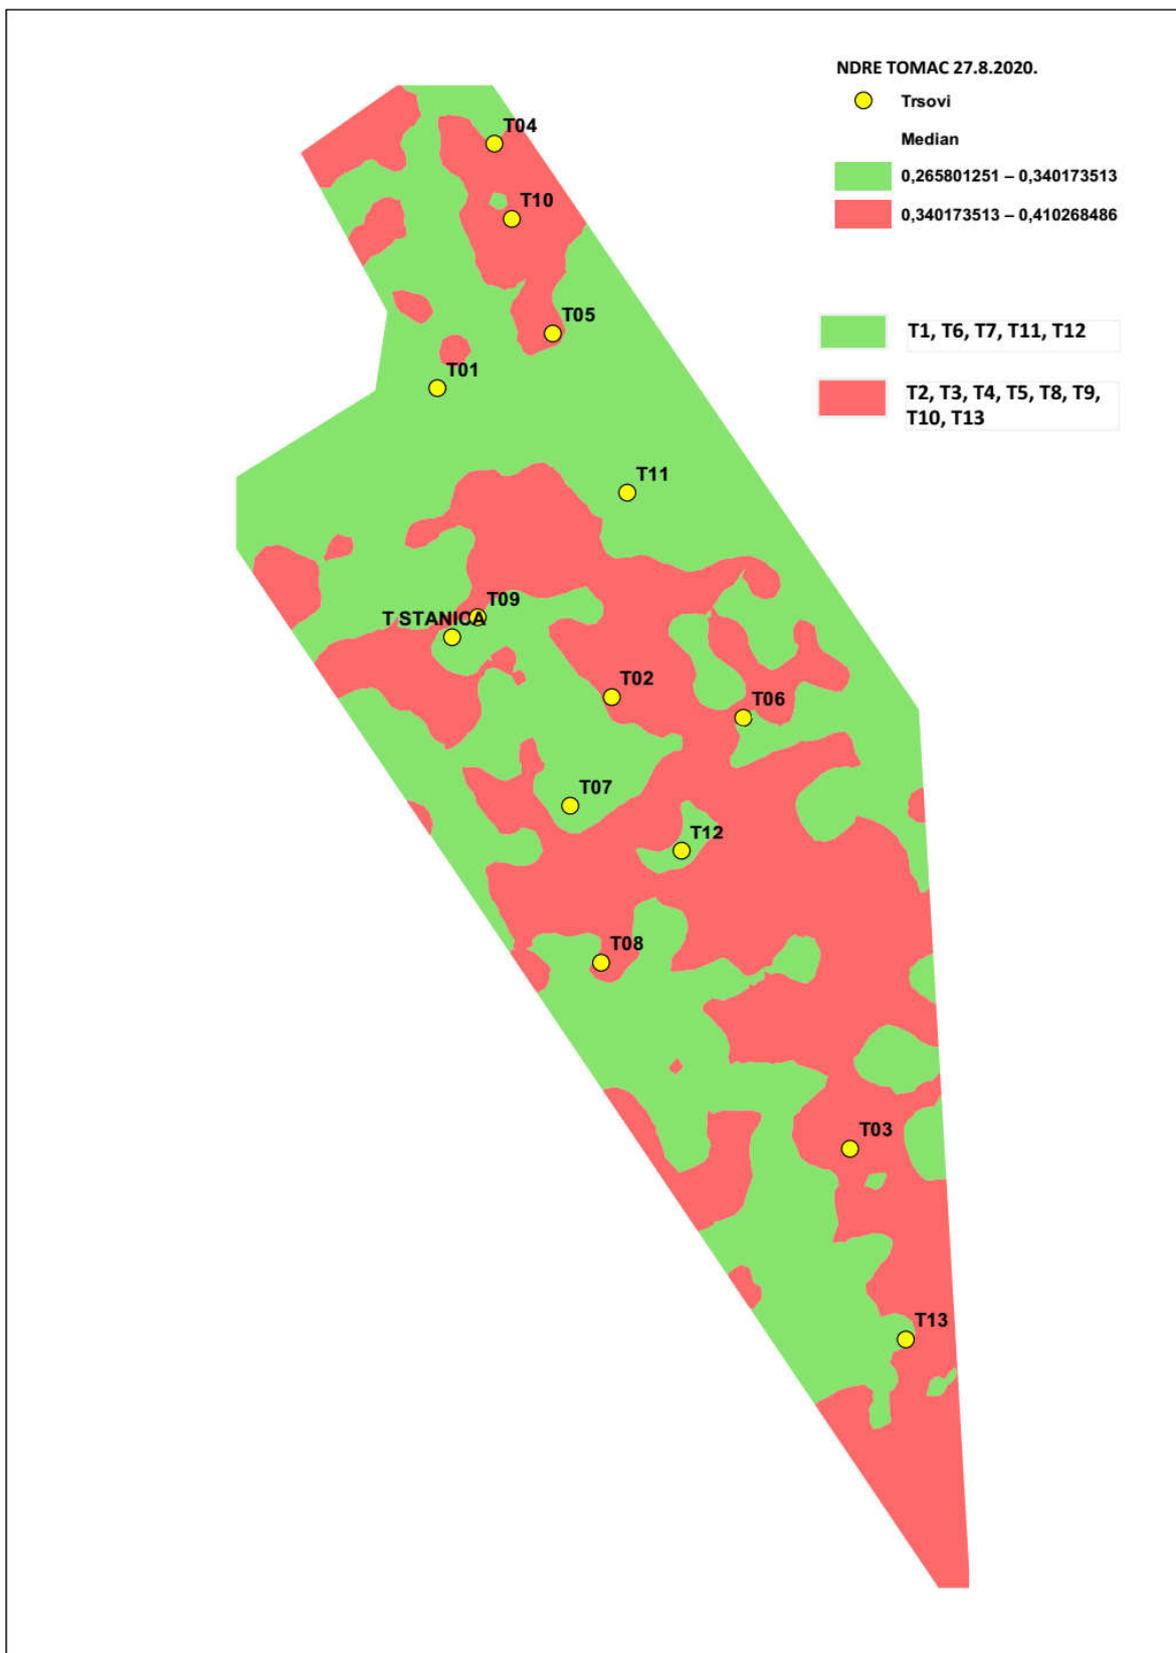 NDRE TOMAC 27.8.2020.
Trsovi
Median
0,265801251 – 0,340173513
0,340173513 – 0,410268486
T1, T6, T7, T11, T12
T2, T3, T4, T5, T8, T9,
T10, T13
T04
T10
T05
T01
T11
T09
T STANICA
T02
T06
T07
T12
T08
T03
T13